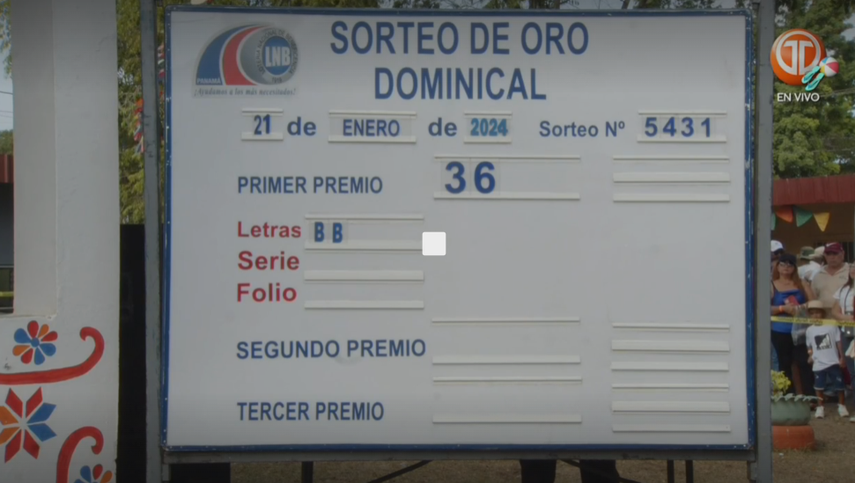 SORTEO DE ORO
DOMINICAL
LNB
PANAMÁ
¡Ayudamos a los más necesitados!
21 de ENERO de 2024 Sorteo Nº 5431
PRIMER PREMIO 36
Letras B B
Serie
Folio
SEGUNDO PREMIO
TERCER PREMIO
EN VIVO